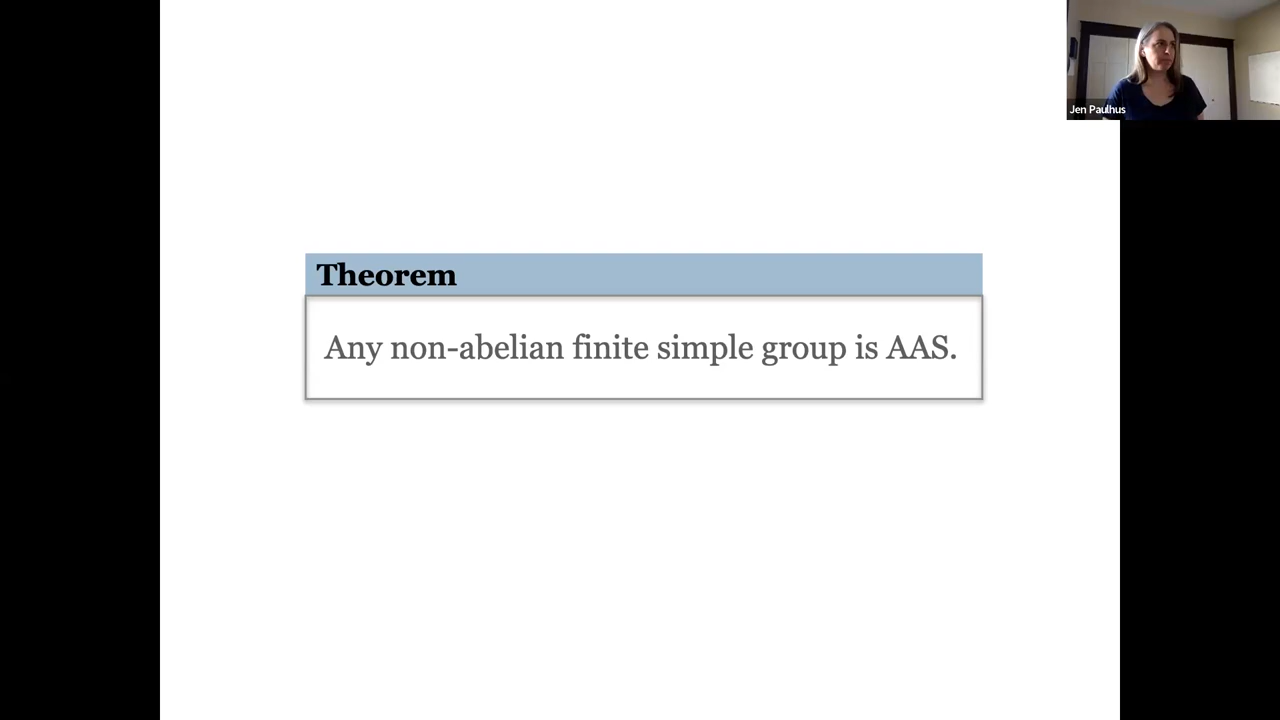 Jen Paulhus
Theorem
Any non-abelian finite simple group is AAS.